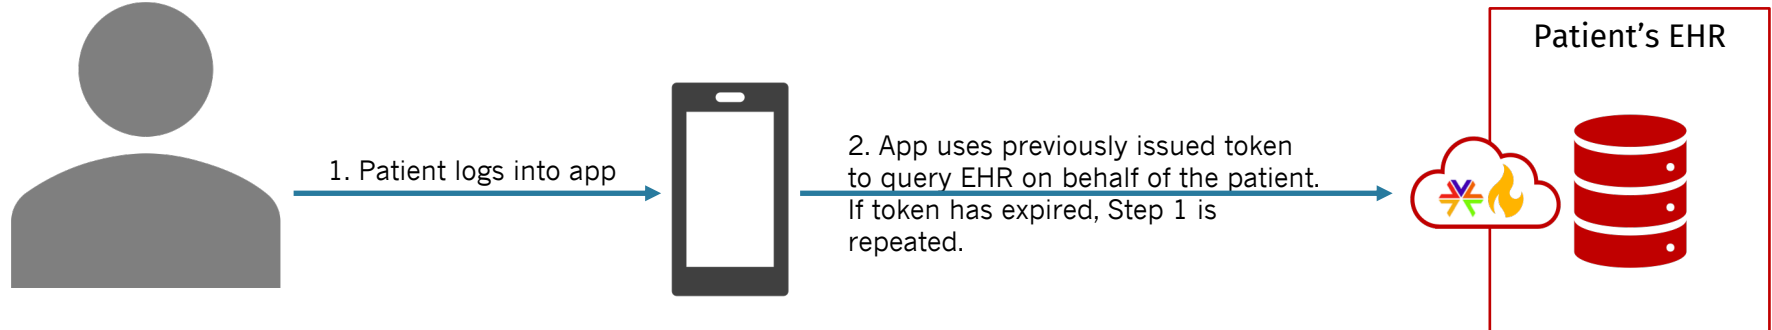 Patient’s EHR
1. Patient logs into app
2. App uses previously issued token
to query EHR on behalf of the patient.
If token has expired, Step 1 is
repeated.